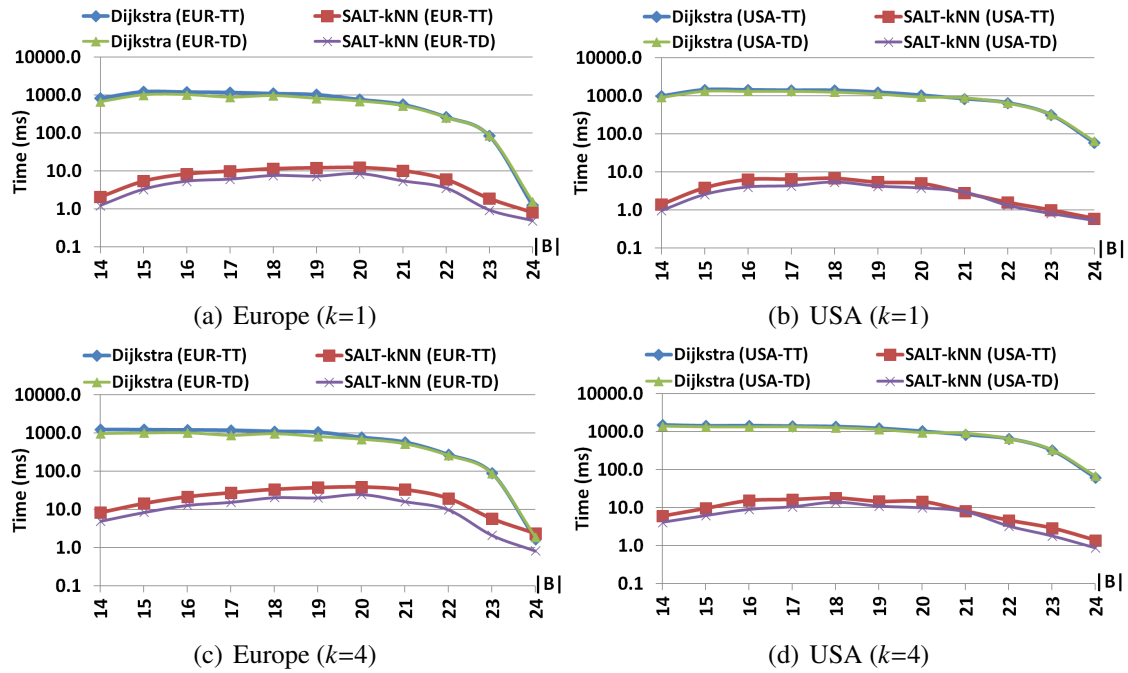 Dijkstra (EUR-TT) SALT-kNN (EUR-TT)
Dijkstra (EUR-TD) SALT-kNN (EUR-TD)
10000.0
1000.0
100.0
10.0
1.0
0.1
Time (ms)
14 15 16 17 18 19 20 21 22 23 24
|B|
(a) Europe (k=1)
Dijkstra (USA-TT) SALT-kNN (USA-TT)
Dijkstra (USA-TD) SALT-kNN (USA-TD)
10000.0
1000.0
100.0
10.0
1.0
0.1
Time (ms)
14 15 16 17 18 19 20 21 22 23 24
|B|
(b) USA (k=1)
Dijkstra (EUR-TT) SALT-kNN (EUR-TT)
Dijkstra (EUR-TD) SALT-kNN (EUR-TD)
10000.0
1000.0
100.0
10.0
1.0
0.1
Time (ms)
14 15 16 17 18 19 20 21 22 23 24
|B|
(c) Europe (k=4)
Dijkstra (USA-TT) SALT-kNN (USA-TT)
Dijkstra (USA-TD) SALT-kNN (USA-TD)
10000.0
1000.0
100.0
10.0
1.0
0.1
Time (ms)
14 15 16 17 18 19 20 21 22 23 24
|B|
(d) USA (k=4)